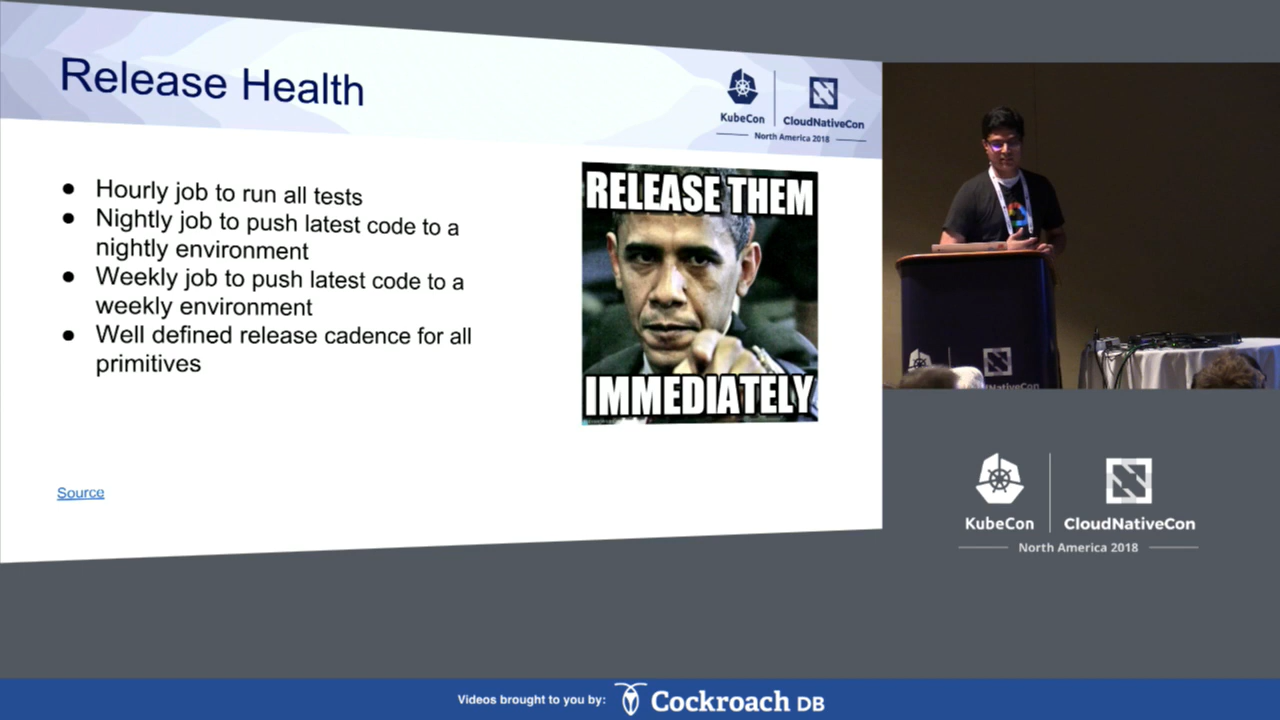 Release Health
KubeCon
CloudNativeCon
North America 2018
● Hourly job to run all tests
● Nightly job to push latest code to a
nightly environment
● Weekly job to push latest code to a
weekly environment
● Well defined release cadence for all
primitives
RELEASE THEM
IMMEDIATELY
Source
KubeCon
CloudNativeCon
North America 2018
Videos brought to you by: Cockroach DB